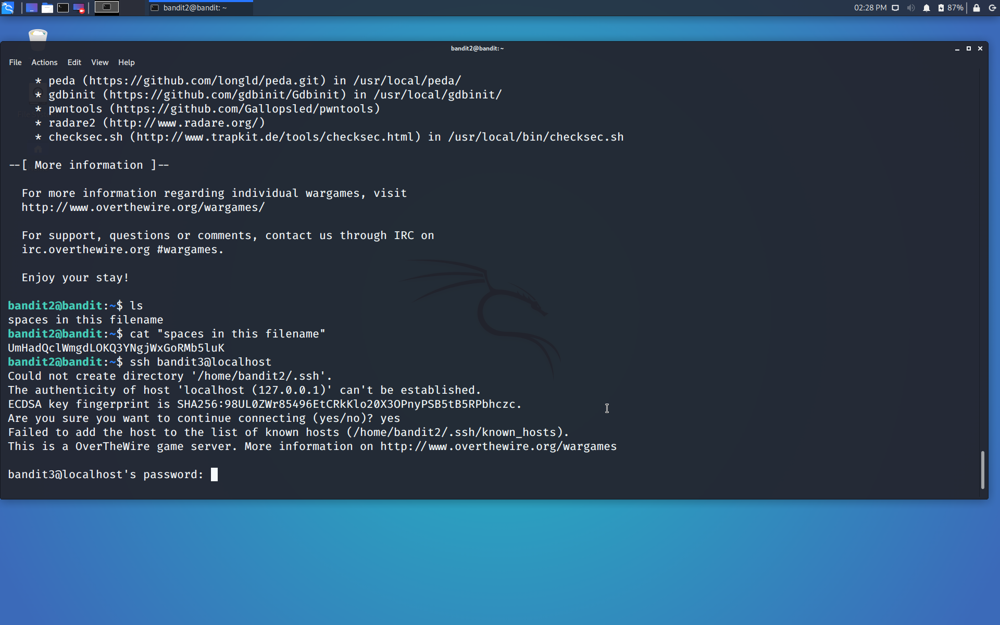 bandit2@bandit: ~
02:28 PM
87%
bandit2@bandit: ~
File Actions Edit View Help
* peda (https://github.com/longld/peda.git) in /usr/local/peda/
* gdbinit (https://github.com/gdbinit/Gdbinit) in /usr/local/gdbinit/
* pwntools (https://github.com/Gallopsled/pwntools)
* radare2 (http://www.radare.org/)
* checksec.sh (http://www.trapkit.de/tools/checksec.html) in /usr/local/bin/checksec.sh
--[ More information ]--
For more information regarding individual wargames, visit
http://www.overthewire.org/wargames/
For support, questions or comments, contact us through IRC on
irc.overthewire.org #wargames.
Enjoy your stay!
bandit2@bandit:~$ ls
spaces in this filename
bandit2@bandit:~$ cat "spaces in this filename"
UmHadQclWmgdLOKQ3YNgjWxGoRMb5luK
bandit2@bandit:~$ ssh bandit3@localhost
Could not create directory '/home/bandit2/.ssh'.
The authenticity of host 'localhost (127.0.0.1)' can't be established.
ECDSA key fingerprint is SHA256:98UL0ZWr85496EtCRkKlo20X3OPnyPSB5tB5RPbhczc.
Are you sure you want to continue connecting (yes/no)? yes
Failed to add the host to the list of known hosts (/home/bandit2/.ssh/known_hosts).
This is a OverTheWire game server. More information on http://www.overthewire.org/wargames
bandit3@localhost's password: